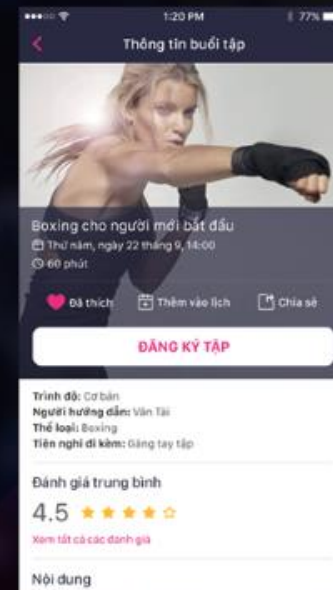 1:20 PM
77%
Thông tin buổi tập
Boxing cho người mới bắt đầu
Thứ năm, ngày 22 tháng 9, 14:00
60 phút
Đã thích
Thêm vào lịch
Chia sẻ
ĐĂNG KÝ TẬP
Trình độ: Cơ bản
Người hướng dẫn: Văn Tài
Thể loại: Boxing
Tiện nghi đi kèm: Găng tay tập
Đánh giá trung bình
4.5
Xem tất cả các đánh giá
Nội dung